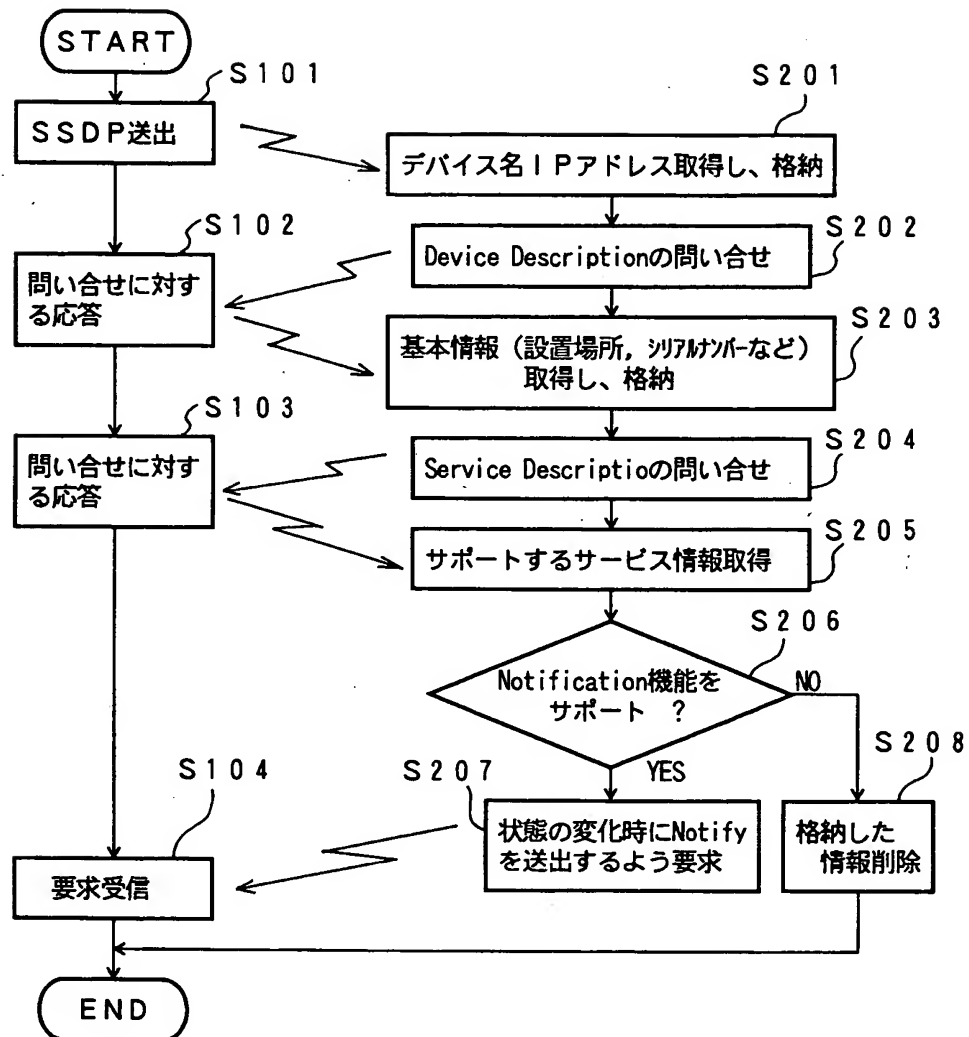 START
S101
S201
SSDP送出
デバイス名IPアドレス取得し、格納
S102
S202
Device Descriptionの問い合せ
問い合せに対す
る応答
S203
基本情報(設置場所,シリアルナンバーなど)
取得し、格納
S103
S204
問い合せに対す
る応答
Service Descriptioの問い合せ
S205
サポートするサービス情報取得
S206
Notification機能を
サポート ?
NO
S208
S104
S207
YES
状態の変化時にNotify
を送出するよう要求
格納した
情報削除
要求受信
END